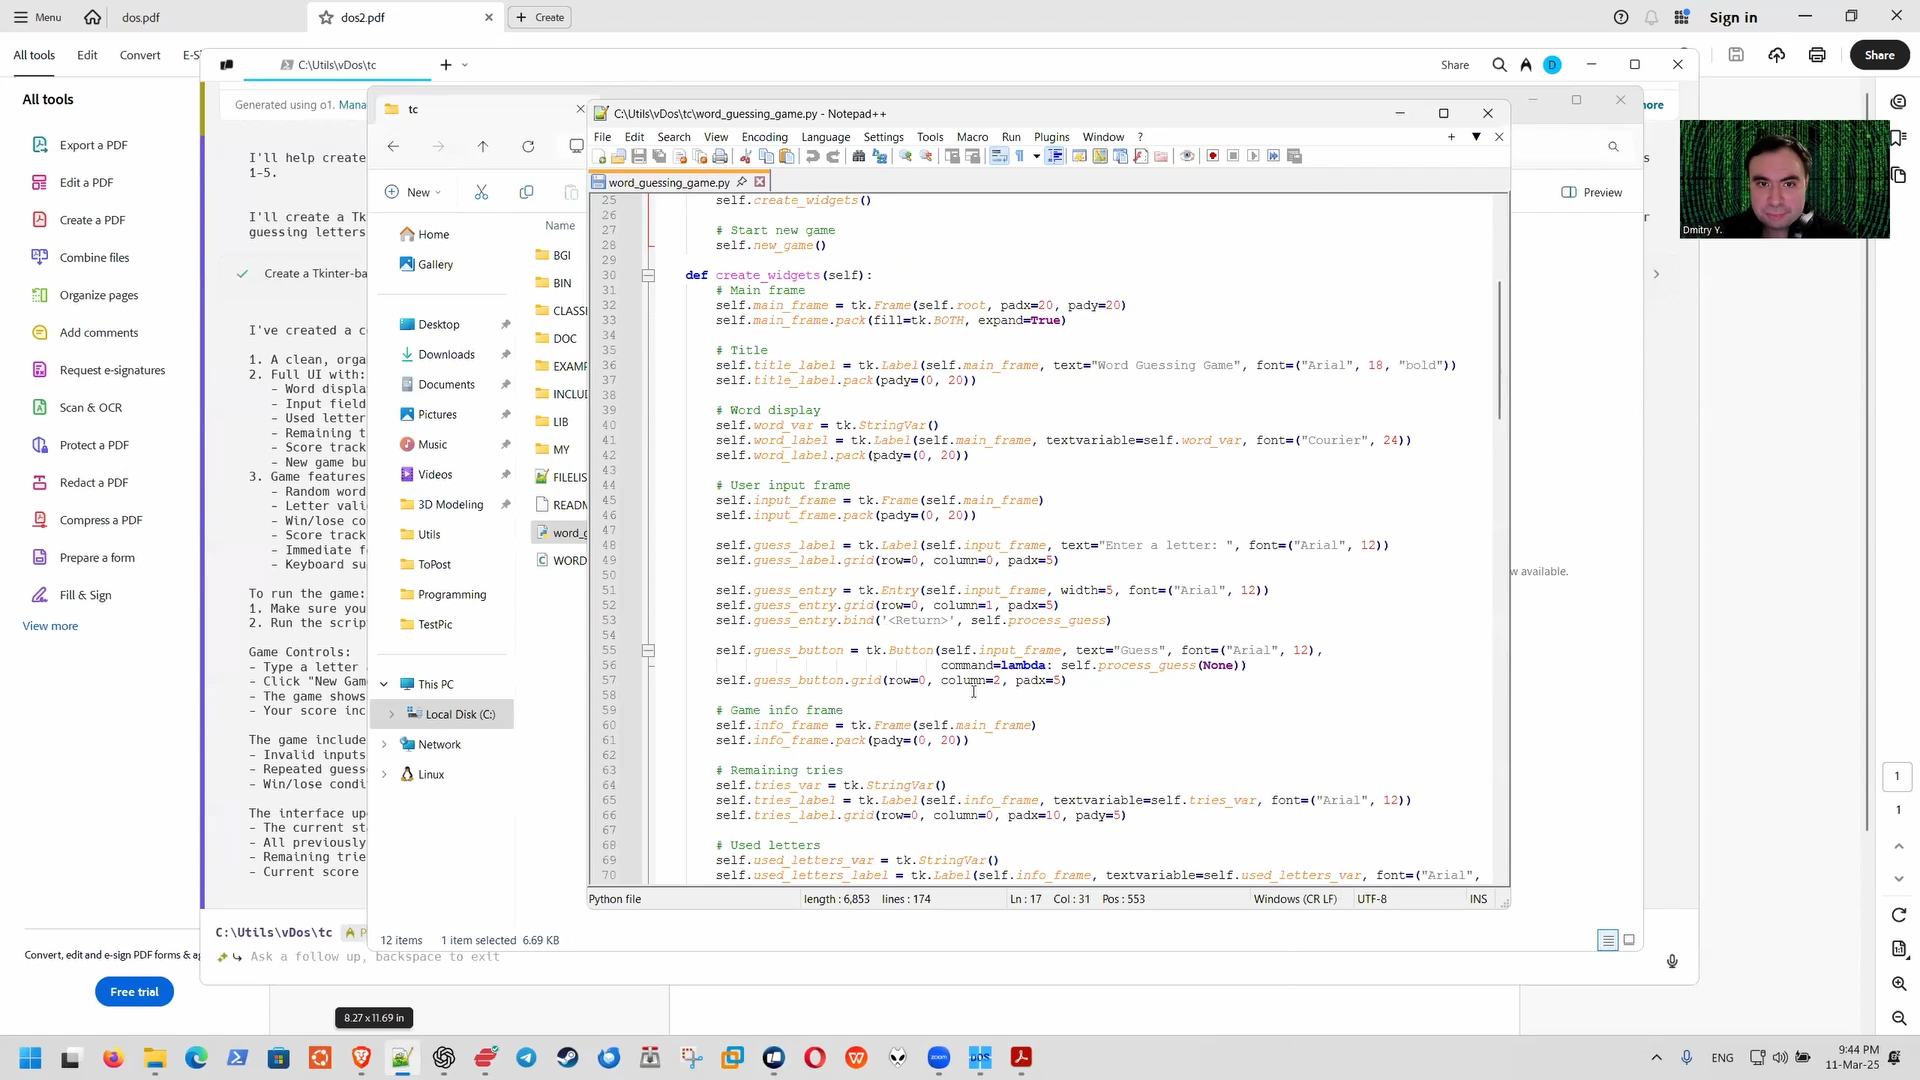 Menu
dos.pdf
dos2.pdf
Create
Sign in
All tools
Edit
Convert
Share
C:\Utils\vDos\tc
Share
D
All tools
Export a PDF
Edit a PDF
Create a PDF
Combine files
Organize pages
Add comments
Request e-signatures
Scan & OCR
Protect a PDF
Redact a PDF
Compress a PDF
Prepare a form
Fill & Sign
View more
Convert, edit and e-sign PDF forms &
Free trial
8.27 x 11.69 in
Generated using o1.
I'll help create
1-5.
I'll create a
guessing letters
Create a
I've created a
1. A clean,
2. Full UI with:
- Word
- Input
- Used
- Remaining
- Score
- New game
3. Game features
- Random word
- Letter
- Win/lose
- Score
- Immediate
- Keyboard
To run the game:
1. Make sure you
2. Run the
Game Controls:
- Type a letter
- Click "New
- The game shows
- Your score
The game
- Invalid inputs
- Repeated
- Win/lose
The interface
- The current
- All previously
- Remaining
- Current score
C:\Utils\vDos\tc
Ask a follow up, backspace to exit
tc
New
Name
Home
Gallery
Desktop
Downloads
Documents
Pictures
Music
Videos
3D Modeling
Utils
ToPost
Programming
TestPic
This PC
Local Disk (C:)
Network
Linux
BGI
BIN
DOC
LIB
MY
12 items 1 item selected 6.69 KB
Preview
available.
C:\Utils\vDos\tc\word_guessing_game.py - Notepad++
File Edit Search View Encoding Language Settings Tools Macro Run Plugins Window ?
word_guessing_game.py
25 self.create_widgets()
26
27 # Start new game
28 self.new_game()
29
30 def create_widgets(self):
31 # Main frame
32 self.main_frame = tk.Frame(self.root, padx=20, pady=20)
33 self.main_frame.pack(fill=tk.BOTH, expand=True)
34
35 # Title
36 self.title_label = tk.Label(self.main_frame, text="Word Guessing Game", font=("Arial", 18, "bold"))
37 self.title_label.pack(pady=(0, 20))
38
39 # Word display
40 self.word_var = tk.StringVar()
41 self.word_label = tk.Label(self.main_frame, textvariable=self.word_var, font=("Courier", 24))
42 self.word_label.pack(pady=(0, 20))
43
44 # User input frame
45 self.input_frame = tk.Frame(self.main_frame)
46 self.input_frame.pack(pady=(0, 20))
47
48 self.guess_label = tk.Label(self.input_frame, text="Enter a letter: ", font=("Arial", 12))
49 self.guess_label.grid(row=0, column=0, padx=5)
50
51 self.guess_entry = tk.Entry(self.input_frame, width=5, font=("Arial", 12))
52 self.guess_entry.grid(row=0, column=1, padx=5)
53 self.guess_entry.bind('<Return>', self.process_guess)
54
55 self.guess_button = tk.Button(self.input_frame, text="Guess", font=("Arial", 12),
56 command=lambda: self.process_guess(None))
57 self.guess_button.grid(row=0, column=2, padx=5)
58
59 # Game info frame
60 self.info_frame = tk.Frame(self.main_frame)
61 self.info_frame.pack(pady=(0, 20))
62
63 # Remaining tries
64 self.tries_var = tk.StringVar()
65 self.tries_label = tk.Label(self.info_frame, textvariable=self.tries_var, font=("Arial", 12))
66 self.tries_label.grid(row=0, column=0, padx=10, pady=5)
67
68 # Used letters
69 self.used_letters_var = tk.StringVar()
70 self.used_letters_label = tk.Label(self.info_frame, textvariable=self.used_letters_var, font=("Arial",
Python file length : 6,853 lines : 174 Ln : 17 Col : 31 Pos : 553 Windows (CR LF) UTF-8 INS
Dmitry Y.
1
1
ENG
9:44 PM
11-Mar-25